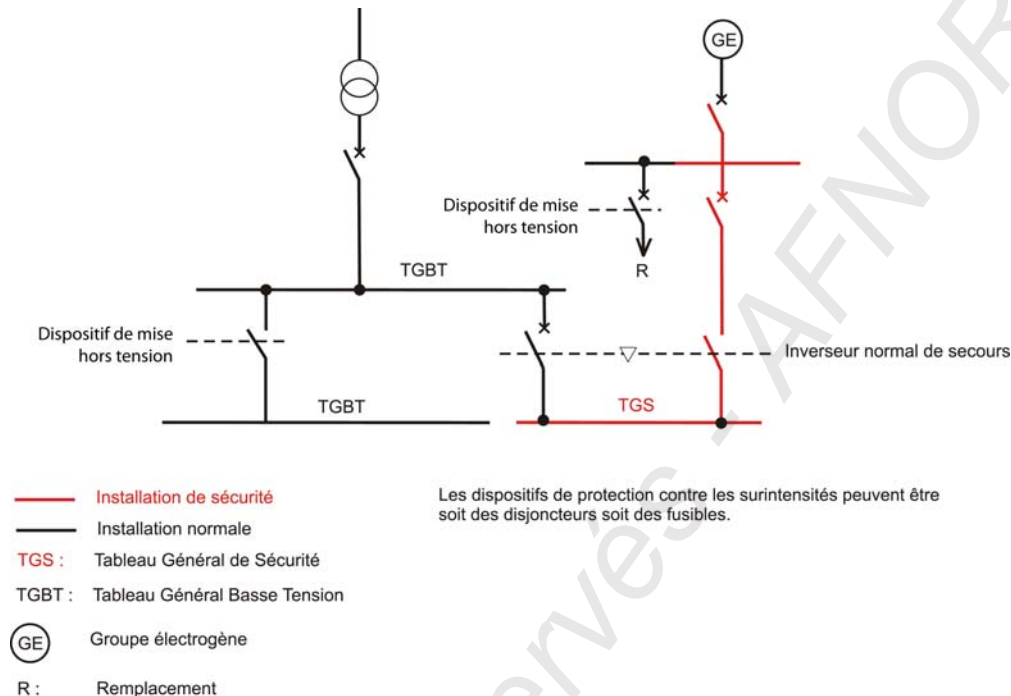 GE
Dispositif de mise
hors tension
R
TGBT
Dispositif de mise
hors tension
Inverseur normal de secours
TGBT
TGS
Installation de sécurité
Installation normale
TGS : Tableau Général de Sécurité
TGBT : Tableau Général Basse Tension
GE Groupe électrogène
R : Remplacement
Les dispositifs de protection contre les surintensités peuvent être
soit des disjoncteurs soit des fusibles.
ervés - AFNOR